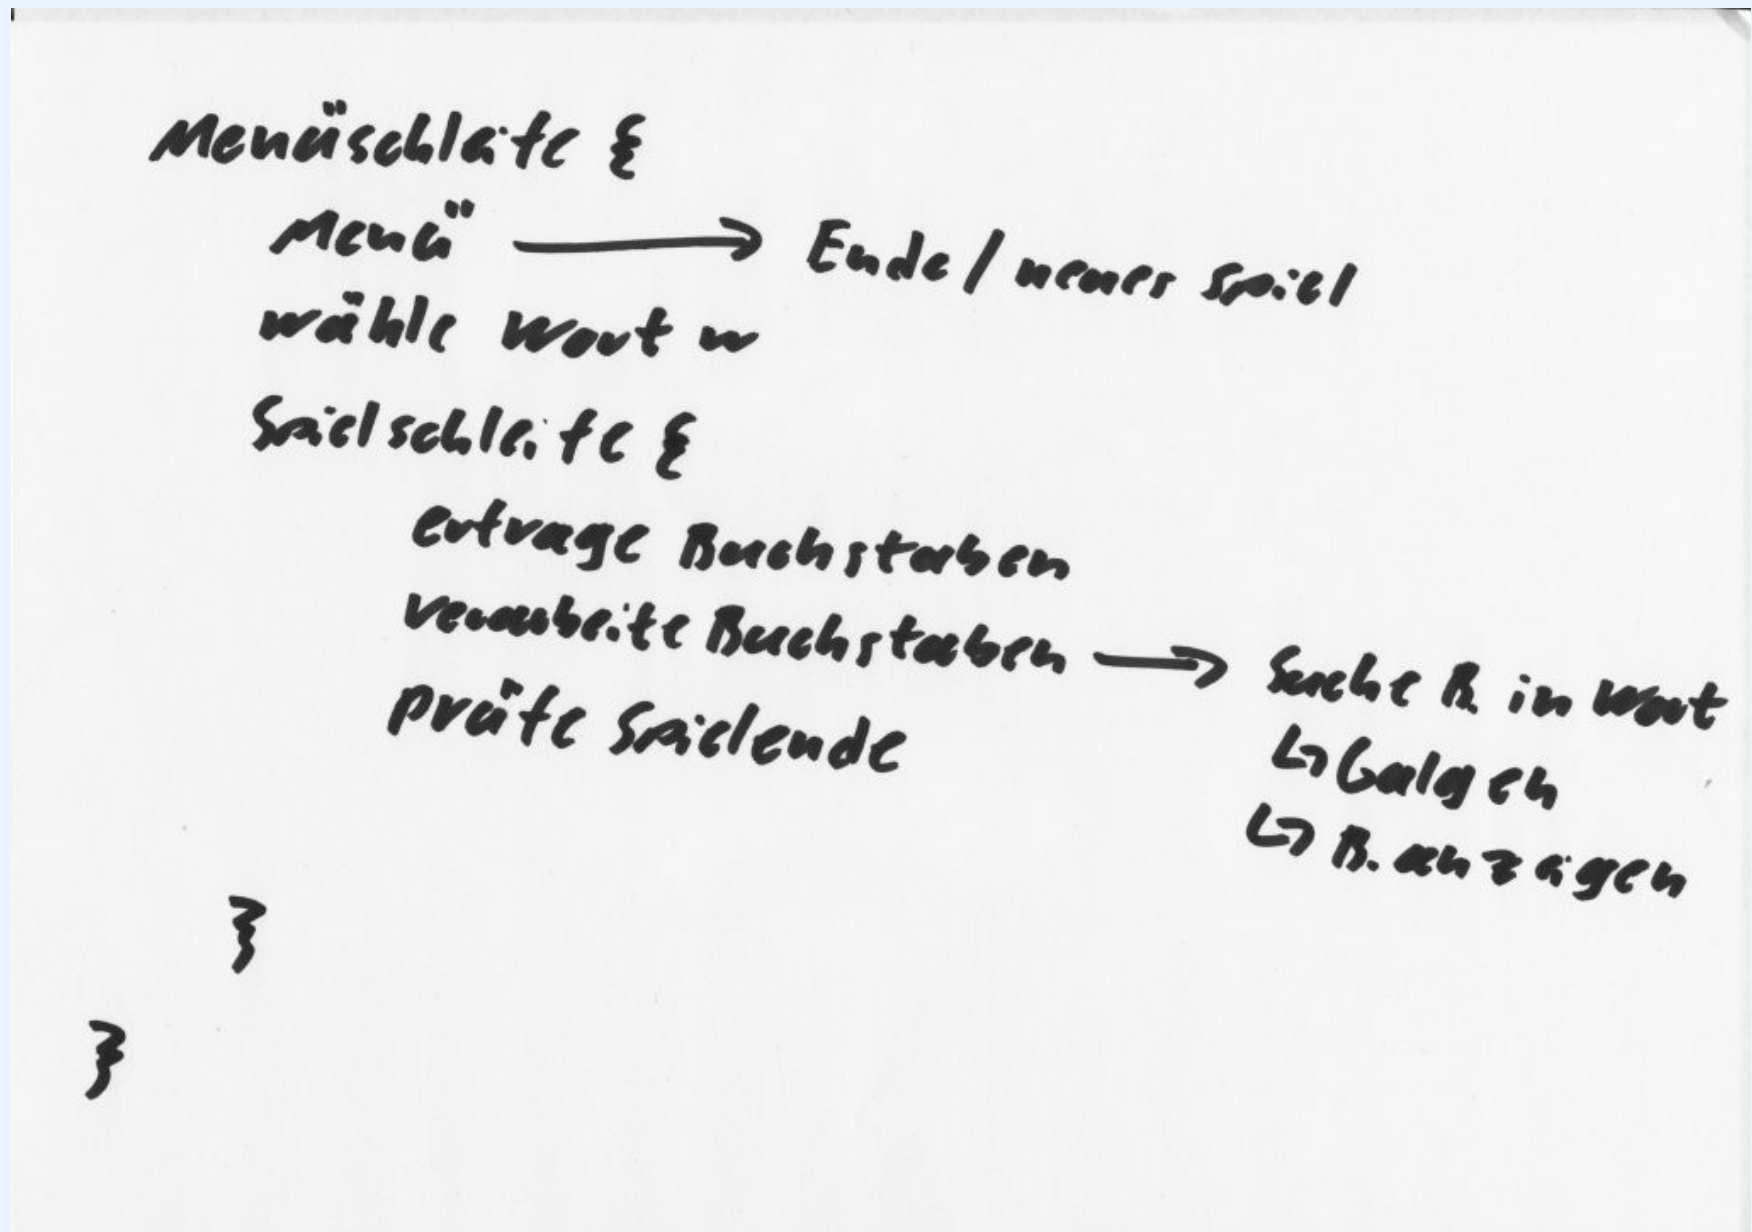 Menüschleife {
Menü → Ende / neues Spiel
wähle Wort w
Spielschleife {
erfrage Buchstaben
verarbeite Buchstaben → Suche B. in Wort
↳ Galgen
↳ B. anzeigen
prüfe Spielende
}
}